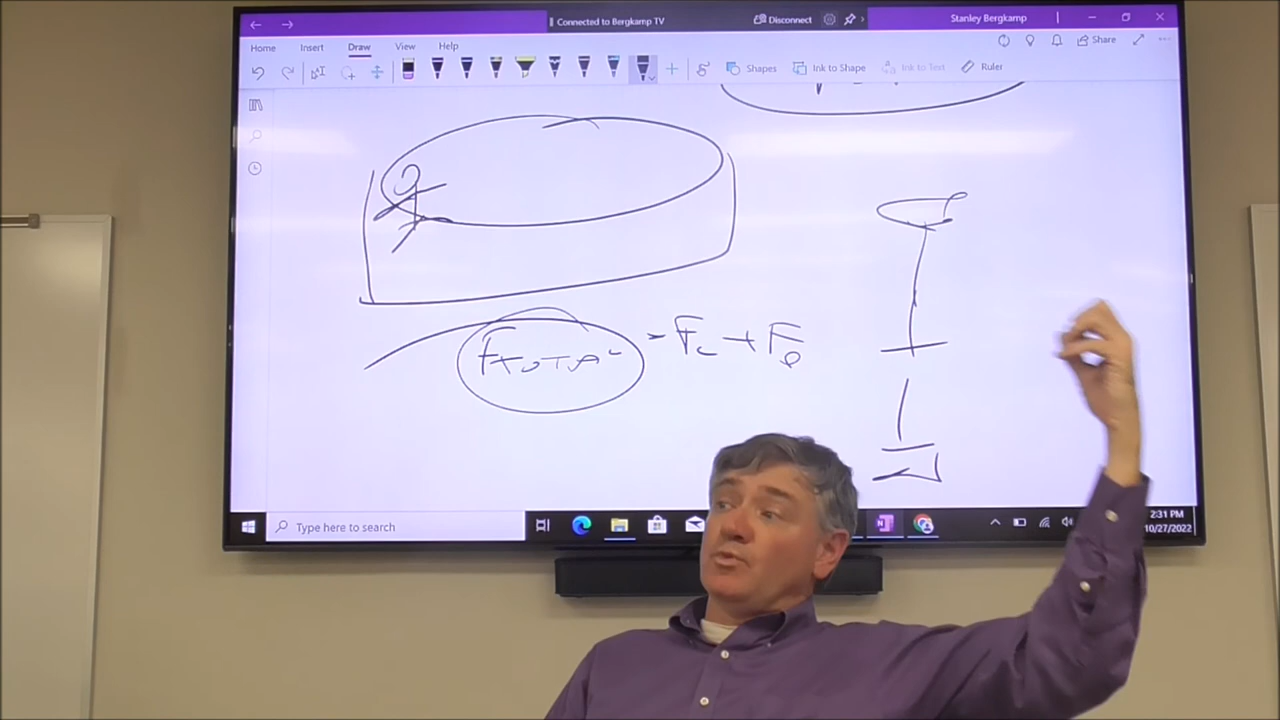 Connected to Bergkamp TV
Disconnect
Stanley Bergkamp
Home Insert Draw View Help
Share
Shapes
Ink to Shape
Ink to Text
Ruler
FTOTAL = Fc + Fp
Type here to search
2:31 PM
10/27/2022